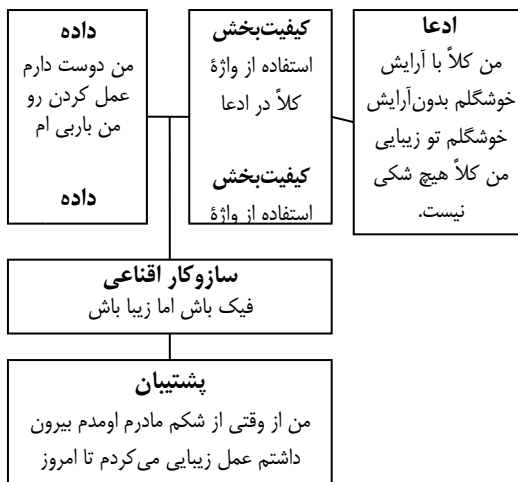 ادعا
من کلاً با آرایش
خوشگلم بدون‌آرایش
خوشگلم تو زیبایی
من کلاً هیچ شکی
نیست.
کیفیت‌بخش
استفاده از واژۀ
کلاً در ادعا
کیفیت‌بخش
استفاده از واژۀ
داده
من دوست دارم
عمل کردن رو
من باربی ام
داده
سازوکار اقناعی
فیک باش اما زیبا باش
پشتیبان
من از وقتی از شکم مادرم اومدم بیرون
داشتم عمل زیبایی می‌کردم تا امروز